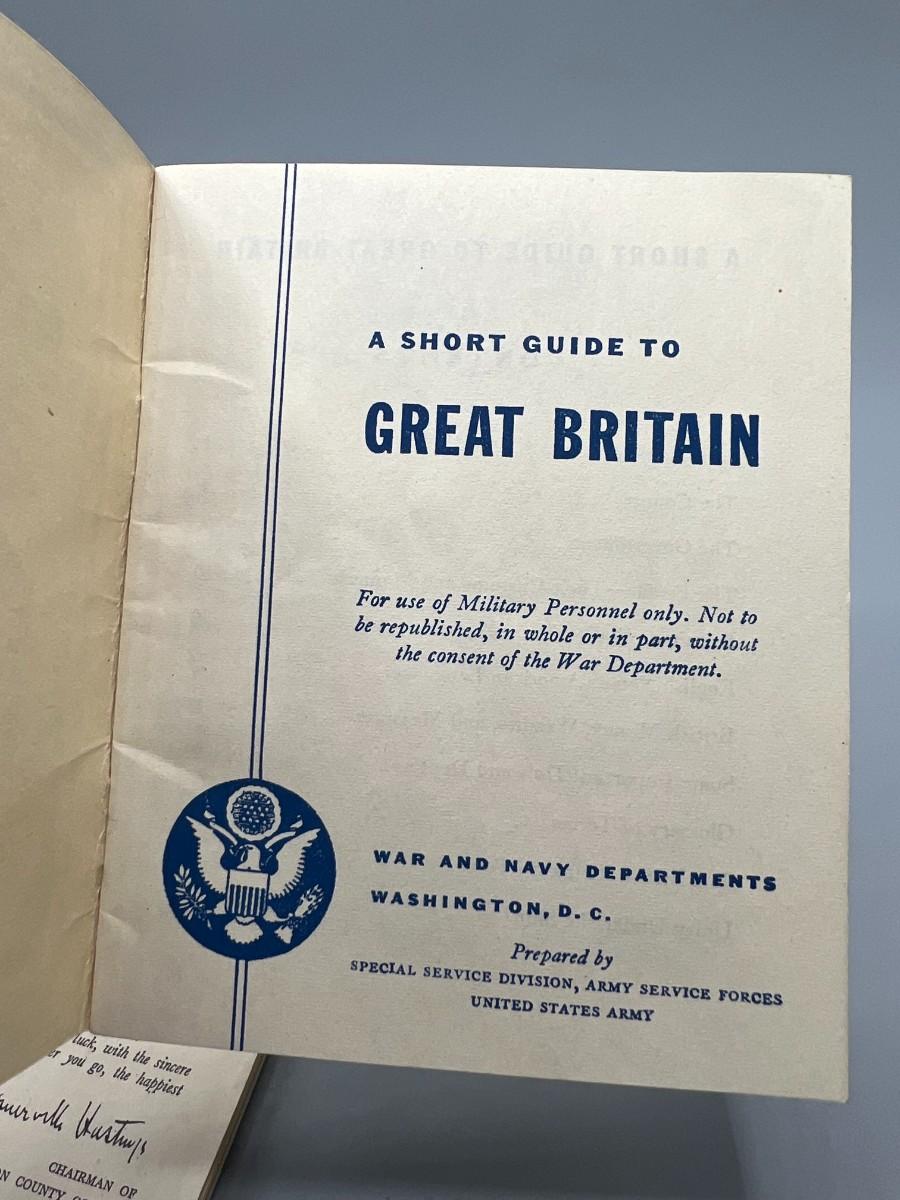 A SHORT GUIDE TO
GREAT BRITAIN
For use of Military Personnel only. Not to
be republished, in whole or in part, without
the consent of the War Department.
WAR AND NAVY DEPARTMENTS
WASHINGTON, D. C.
Prepared by
SPECIAL SERVICE DIVISION, ARMY SERVICE FORCES
UNITED STATES ARMY
luck, with the sincere
you go, the happiest
Hastings
CHAIRMAN OF
COUNTY